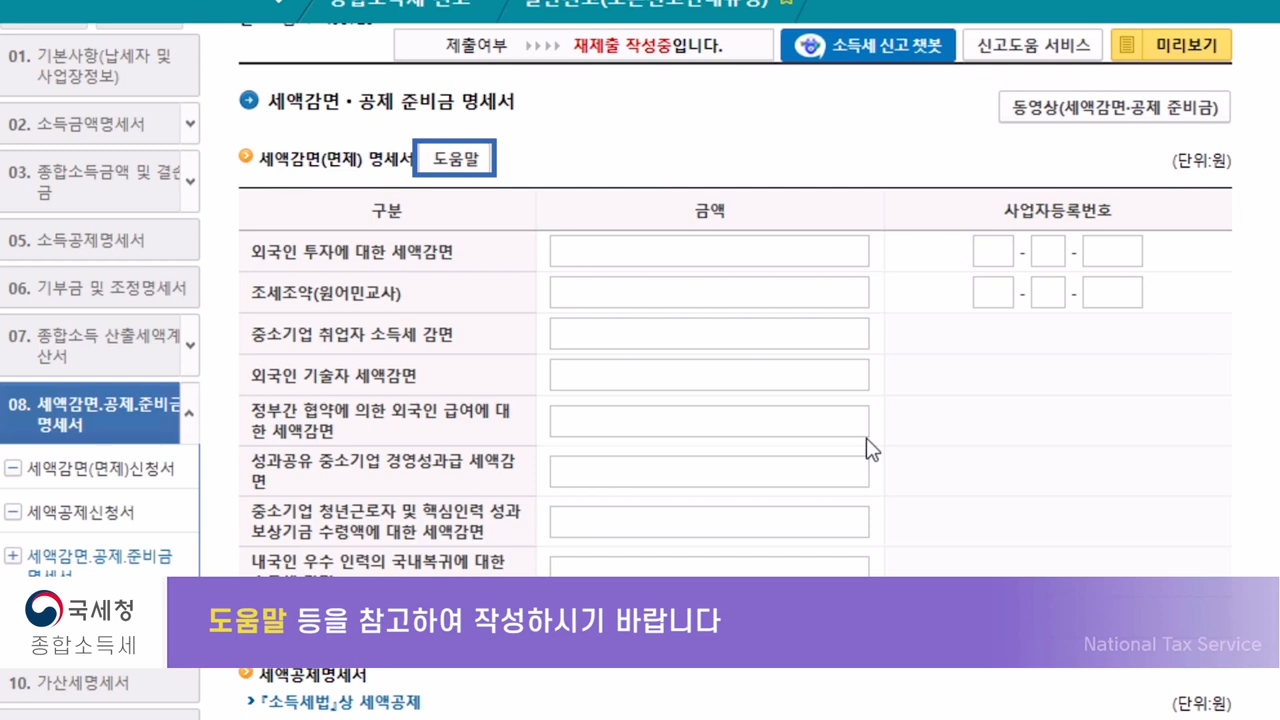 제출여부 재제출 작성중입니다.
소득세 신고 챗봇
신고도움 서비스
미리보기
01. 기본사항(납세자 및
사업장정보)
02. 소득금액명세서
03. 종합소득금액 및 결손
금
05. 소득공제명세서
06. 기부금 및 조정명세서
07. 종합소득 산출세액계
산서
08. 세액감면.공제.준비금
명세서
세액감면(면제)신청서
세액공제신청서
세액감면.공제.준비금
명세서
10. 가산세명세서
세액감면·공제 준비금 명세서
동영상(세액감면·공제 준비금)
세액감면(면제) 명세서 도움말
(단위:원)
구분 금액 사업자등록번호
외국인 투자에 대한 세액감면 - -
조세조약(원어민교사) - -
중소기업 취업자 소득세 감면
외국인 기술자 세액감면
정부간 협약에 의한 외국인 급여에 대
한 세액감면
성과공유 중소기업 경영성과급 세액감
면
중소기업 청년근로자 및 핵심인력 성과
보상기금 수령액에 대한 세액감면
내국인 우수 인력의 국내복귀에 대한
국세청
종합소득세
도움말 등을 참고하여 작성하시기 바랍니다
National Tax Service
세액공제명세서
『소득세법』상 세액공제
(단위:원)